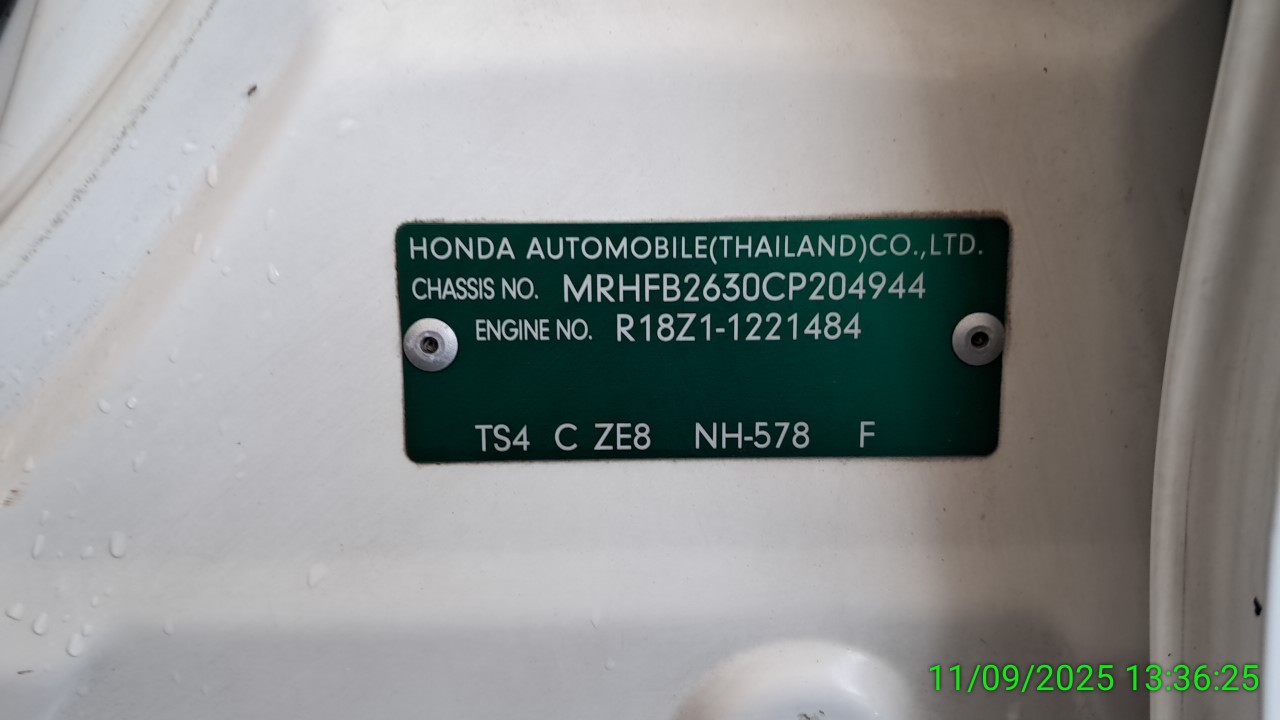 HONDA AUTOMOBILE(THAILAND)CO.,LTD.
CHASSIS NO. MRHFB2630CP204944
ENGINE NO. R18Z1-1221484
TS4 C ZE8 NH-578 F
11/09/2025 13:36:25